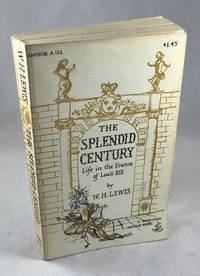 ANCHOR A 122
$1.45
THE
SPLENDID
CENTURY
Life in the France
of Louis XIV
by
W.H. LEWIS
W.H. LEWIS
THE SPLENDID CENTURY